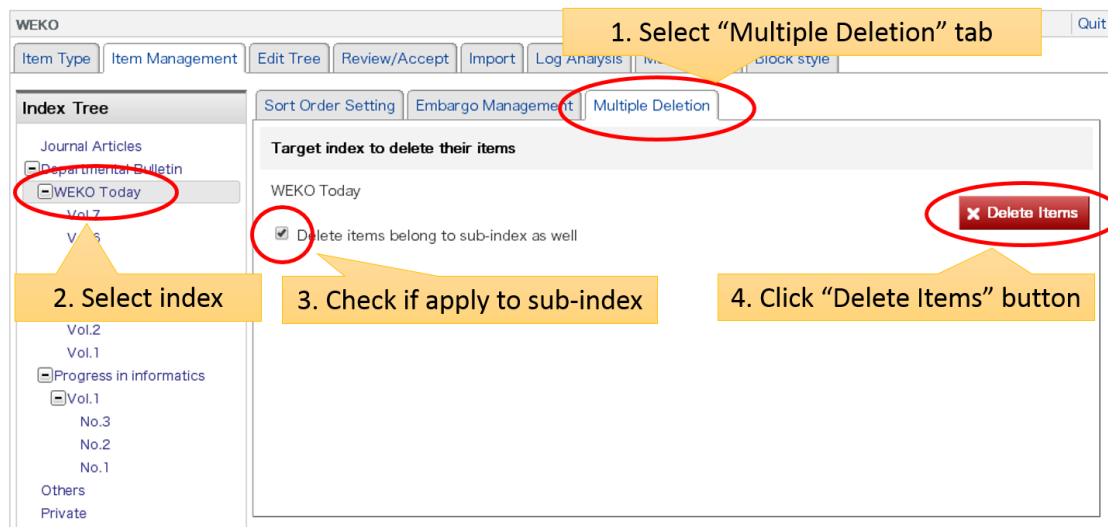 WEKO
Quit
1. Select “Multiple Deletion” tab
Item Type
Item Management
Edit Tree
Review/Accept
Import
Log Analysis
Block style
Index Tree
Sort Order Setting
Embargo Management
Multiple Deletion
Journal Articles
Departmental Bulletin
WEKO Today
Vol.7
Target index to delete their items
WEKO Today
Delete items belong to sub-index as well
Delete Items
2. Select index
3. Check if apply to sub-index
4. Click “Delete Items” button
Vol.2
Vol.1
Progress in informatics
Vol.1
No.3
No.2
No.1
Others
Private